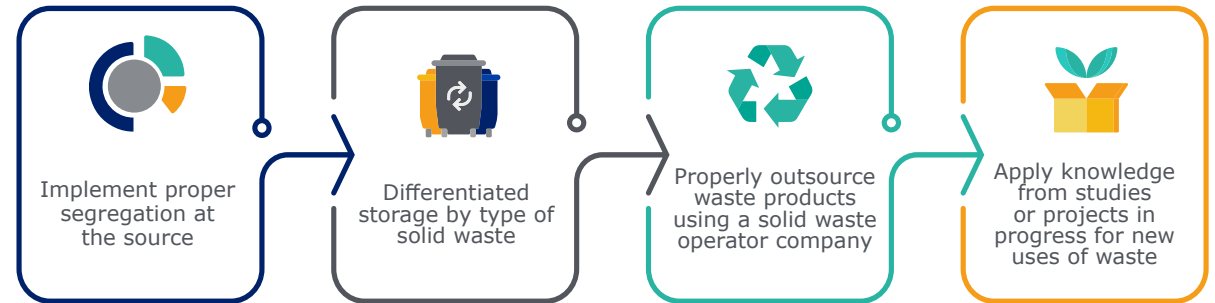 Implement proper
segregation at
the source
Differentiated
storage by type of
solid waste
Properly outsource
waste products
using a solid waste
operator company
Apply knowledge
from studies
or projects in
progress for new
uses of waste